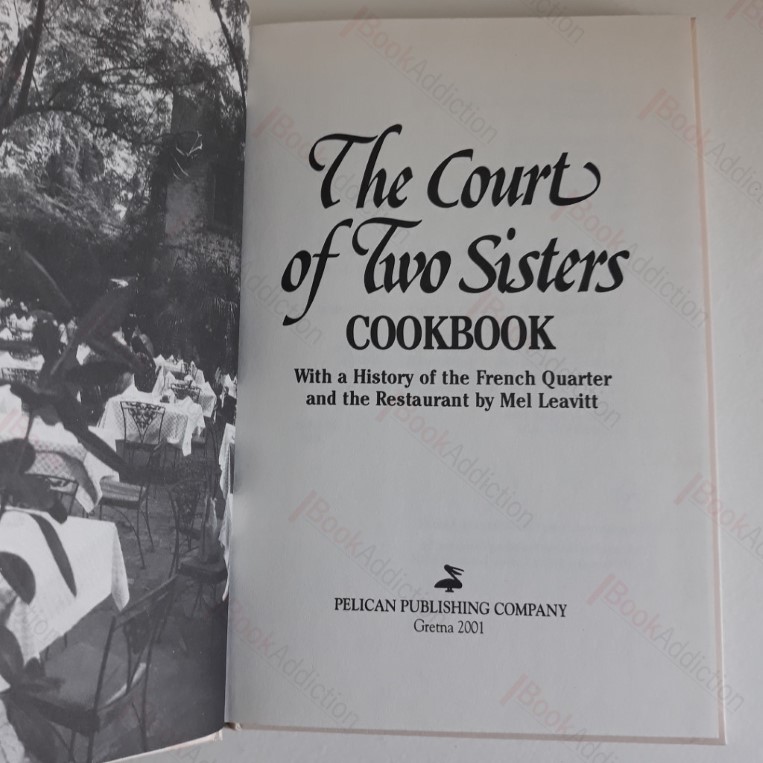 The Court
of Two Sisters
COOKBOOK
With a History of the French Quarter
and the Restaurant by Mel Leavitt
PELICAN PUBLISHING COMPANY
Gretna 2001
BookAddiction